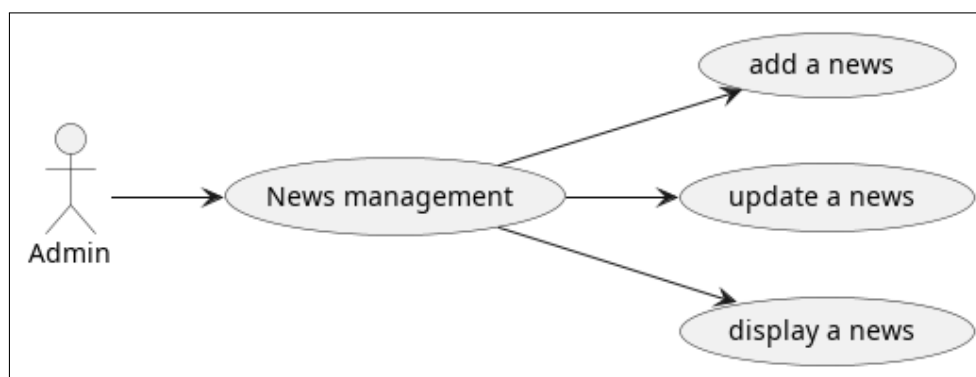 add a news
News management
update a news
Admin
display a news